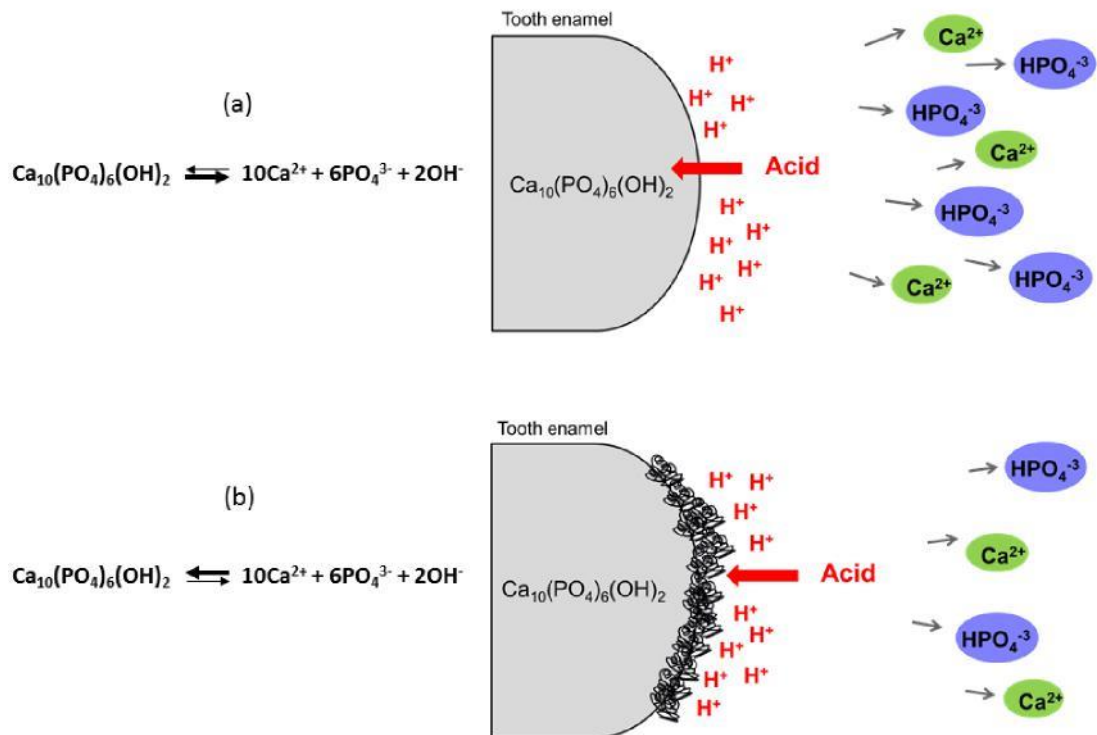 Tooth enamel
(a)
Ca₁₀(PO₄)₆(OH)₂ ⇌ 10Ca²⁺ + 6PO₄³⁻ + 2OH⁻
Ca₁₀(PO₄)₆(OH)₂
H⁺
H⁺
H⁺
H⁺
Acid
H⁺
H⁺
H⁺
H⁺
H⁺
H⁺
Ca²⁺
HPO₄⁻³
HPO₄⁻³
Ca²⁺
HPO₄⁻³
HPO₄⁻³
Ca²⁺
Tooth enamel
(b)
Ca₁₀(PO₄)₆(OH)₂ ⇌ 10Ca²⁺ + 6PO₄³⁻ + 2OH⁻
Ca₁₀(PO₄)₆(OH)₂
H⁺ H⁺
H⁺
H⁺
Acid
H⁺
H⁺
H⁺
H⁺ H⁺
H⁺
HPO₄⁻³
Ca²⁺
HPO₄⁻³
Ca²⁺